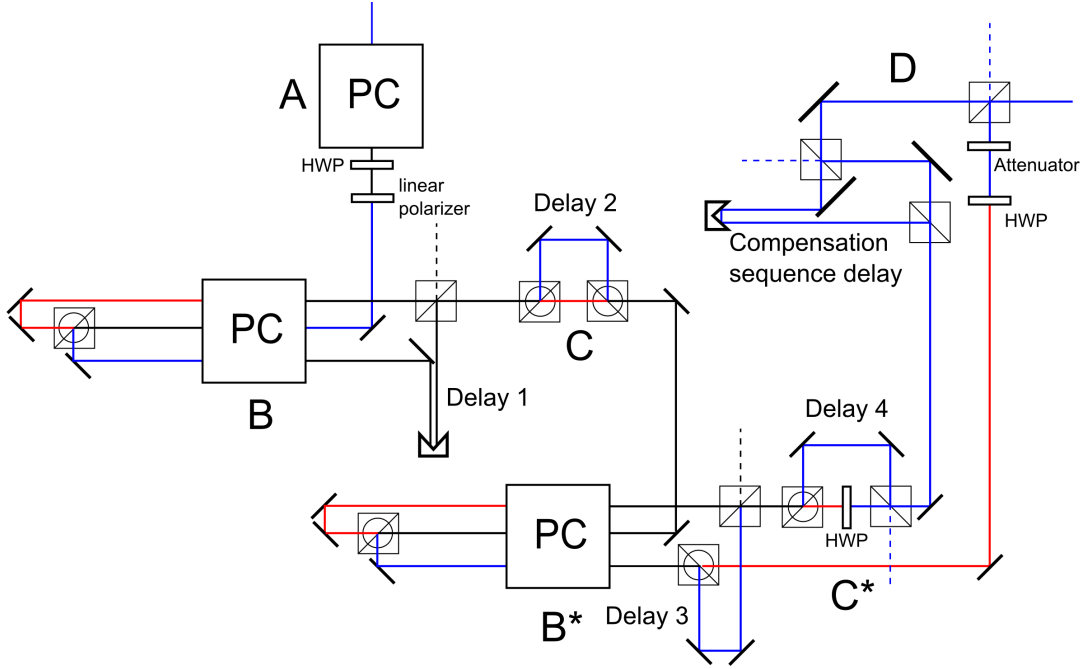 D
A
PC
HWP
linear
polarizer
Attenuator
HWP
Delay 2
Compensation
sequence delay
PC
C
B
Delay 1
Delay 4
PC
HWP
B*
Delay 3
C*